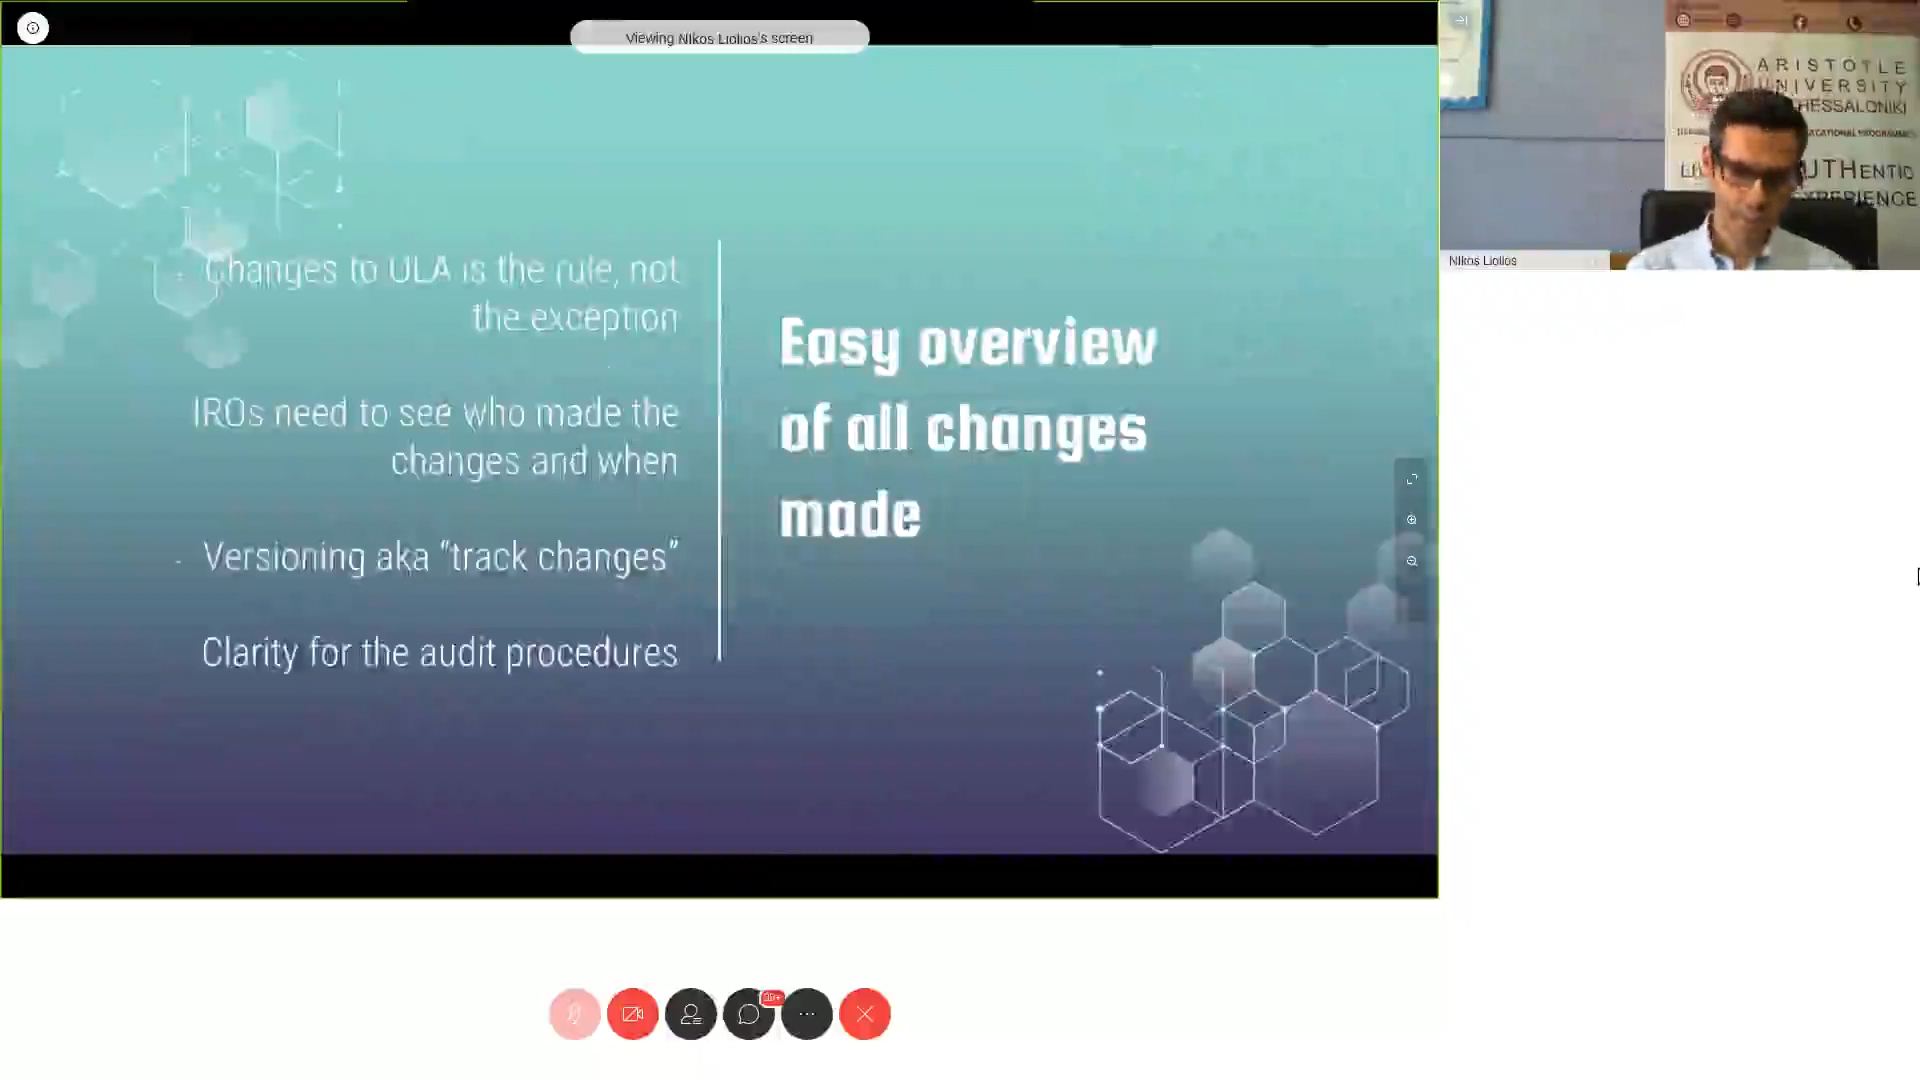 Viewing Nikos Liolios's screen
Changes to ULA is the rule, not
the exception
IROs need to see who made the
changes and when
Versioning aka “track changes”
Clarity for the audit procedures
Easy overview
of all changes
made
ARISTOTLE
UNIVERSITY
THESSALONIKI
EXPERIENCE
Nikos Liolios